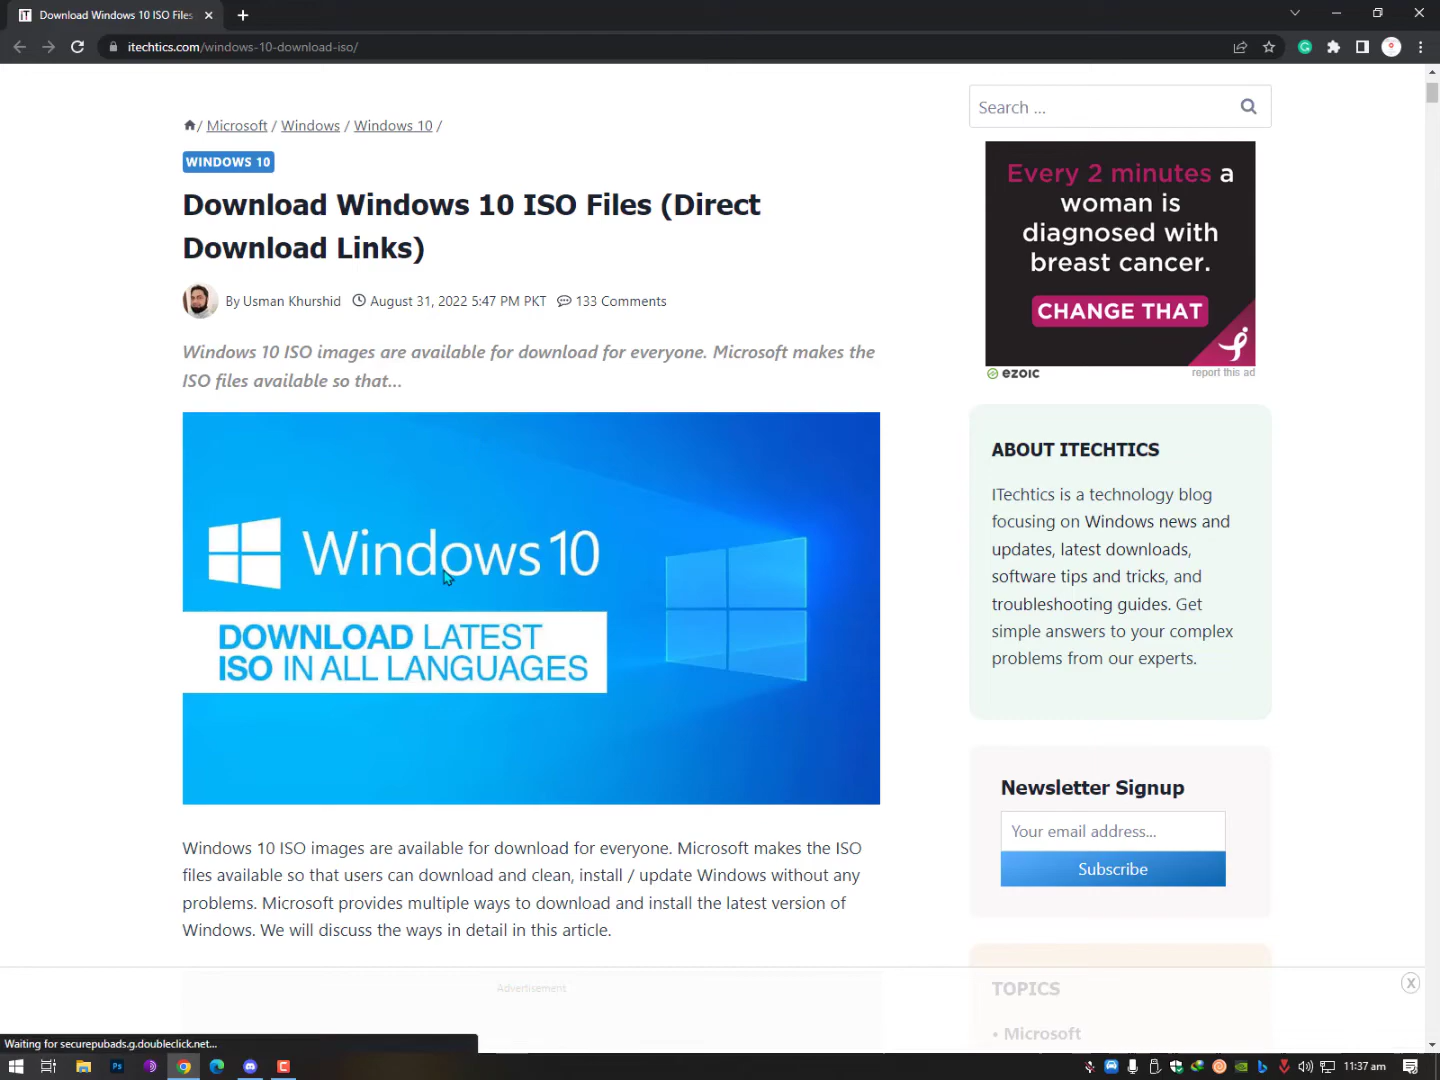 Download Windows 10 ISO Files
itechtics.com/windows-10-download-iso/
/ Microsoft / Windows / Windows 10 /
WINDOWS 10
Download Windows 10 ISO Files (Direct
Download Links)
By Usman Khurshid August 31, 2022 5:47 PM PKT 133 Comments
Windows 10 ISO images are available for download for everyone. Microsoft makes the
ISO files available so that...
Windows 10
DOWNLOAD LATEST
ISO IN ALL LANGUAGES
Windows 10 ISO images are available for download for everyone. Microsoft makes the ISO
files available so that users can download and clean, install / update Windows without any
problems. Microsoft provides multiple ways to download and install the latest version of
Windows. We will discuss the ways in detail in this article.
Advertisement
Search ...
Every 2 minutes a
woman is
diagnosed with
breast cancer.
CHANGE THAT
ezoic
report this ad
ABOUT ITECHTICS
ITechtics is a technology blog
focusing on Windows news and
updates, latest downloads,
software tips and tricks, and
troubleshooting guides. Get
simple answers to your complex
problems from our experts.
Newsletter Signup
Your email address...
Subscribe
TOPICS
• Microsoft
X
Waiting for securepubads.g.doubleclick.net...
Ps
11:37 am